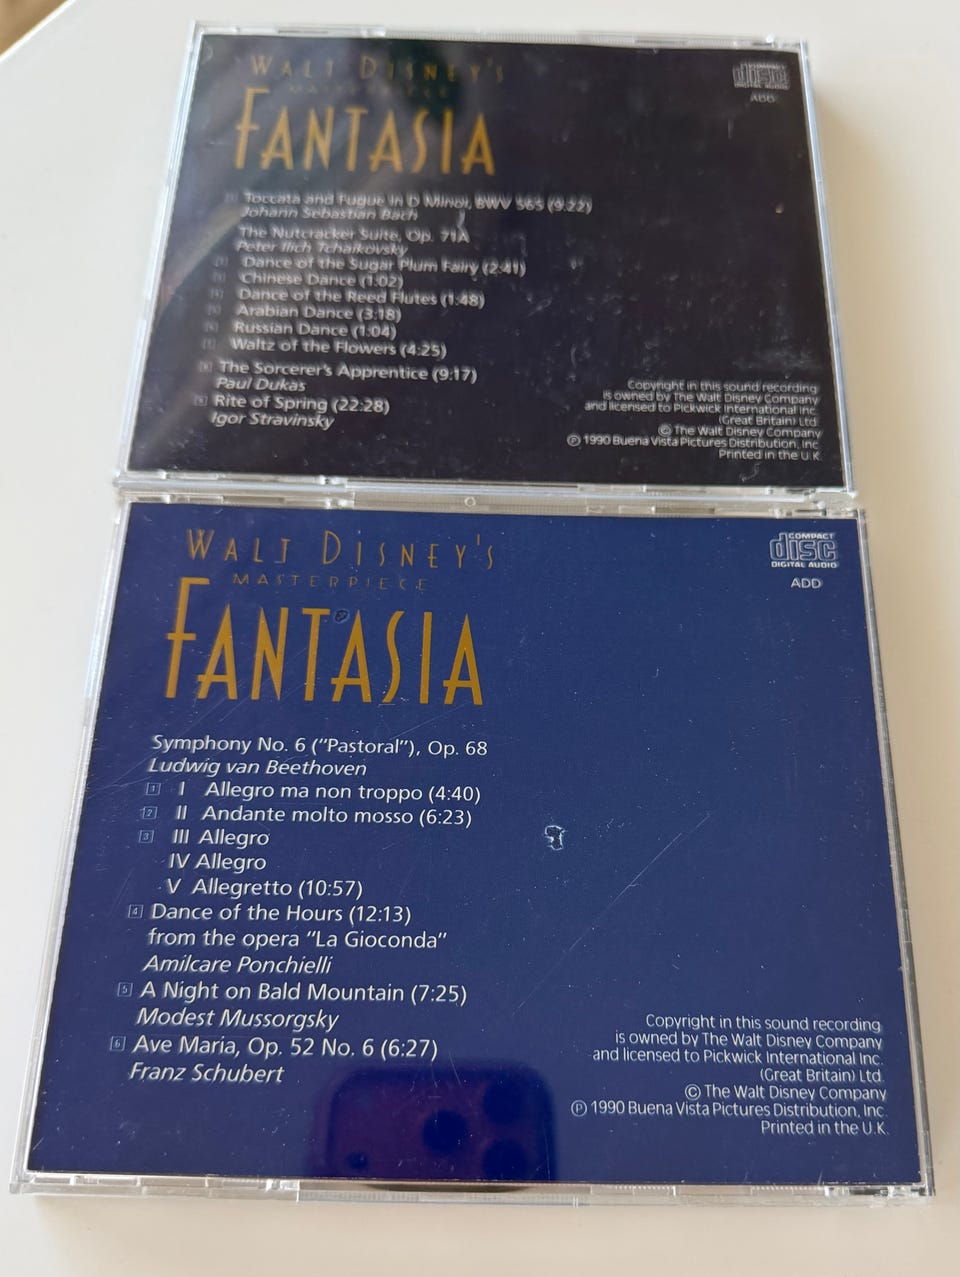 WALT DISNEY'S
MASTERPIECE
FANTASIA
COMPACT
disc
DIGITAL AUDIO
ADD
Toccata and Fugue in D Minor, BWV 565 (9:22)
Johann Sebastian Bach
The Nutcracker Suite, Op. 71A
Peter Ilich Tchaikovsky
Dance of the Sugar Plum Fairy (2:41)
Chinese Dance (1:02)
Dance of the Reed Flutes (1:48)
Arabian Dance (3:18)
Russian Dance (1:04)
Waltz of the Flowers (4:25)
The Sorcerer's Apprentice (9:17)
Paul Dukas
Rite of Spring (22:28)
Igor Stravinsky
Copyright in this sound recording
is owned by The Walt Disney Company
and licensed to Pickwick International Inc.
(Great Britain) Ltd.
© The Walt Disney Company
℗ 1990 Buena Vista Pictures Distribution, Inc.
Printed in the U.K.
WALT DISNEY'S
MASTERPIECE
FANTASIA
COMPACT
disc
DIGITAL AUDIO
ADD
Symphony No. 6 ("Pastoral"), Op. 68
Ludwig van Beethoven
1 I Allegro ma non troppo (4:40)
2 II Andante molto mosso (6:23)
3 III Allegro
IV Allegro
V Allegretto (10:57)
4 Dance of the Hours (12:13)
from the opera "La Gioconda"
Amilcare Ponchielli
5 A Night on Bald Mountain (7:25)
Modest Mussorgsky
6 Ave Maria, Op. 52 No. 6 (6:27)
Franz Schubert
Copyright in this sound recording
is owned by The Walt Disney Company
and licensed to Pickwick International Inc.
(Great Britain) Ltd.
© The Walt Disney Company
℗ 1990 Buena Vista Pictures Distribution, Inc.
Printed in the U.K.